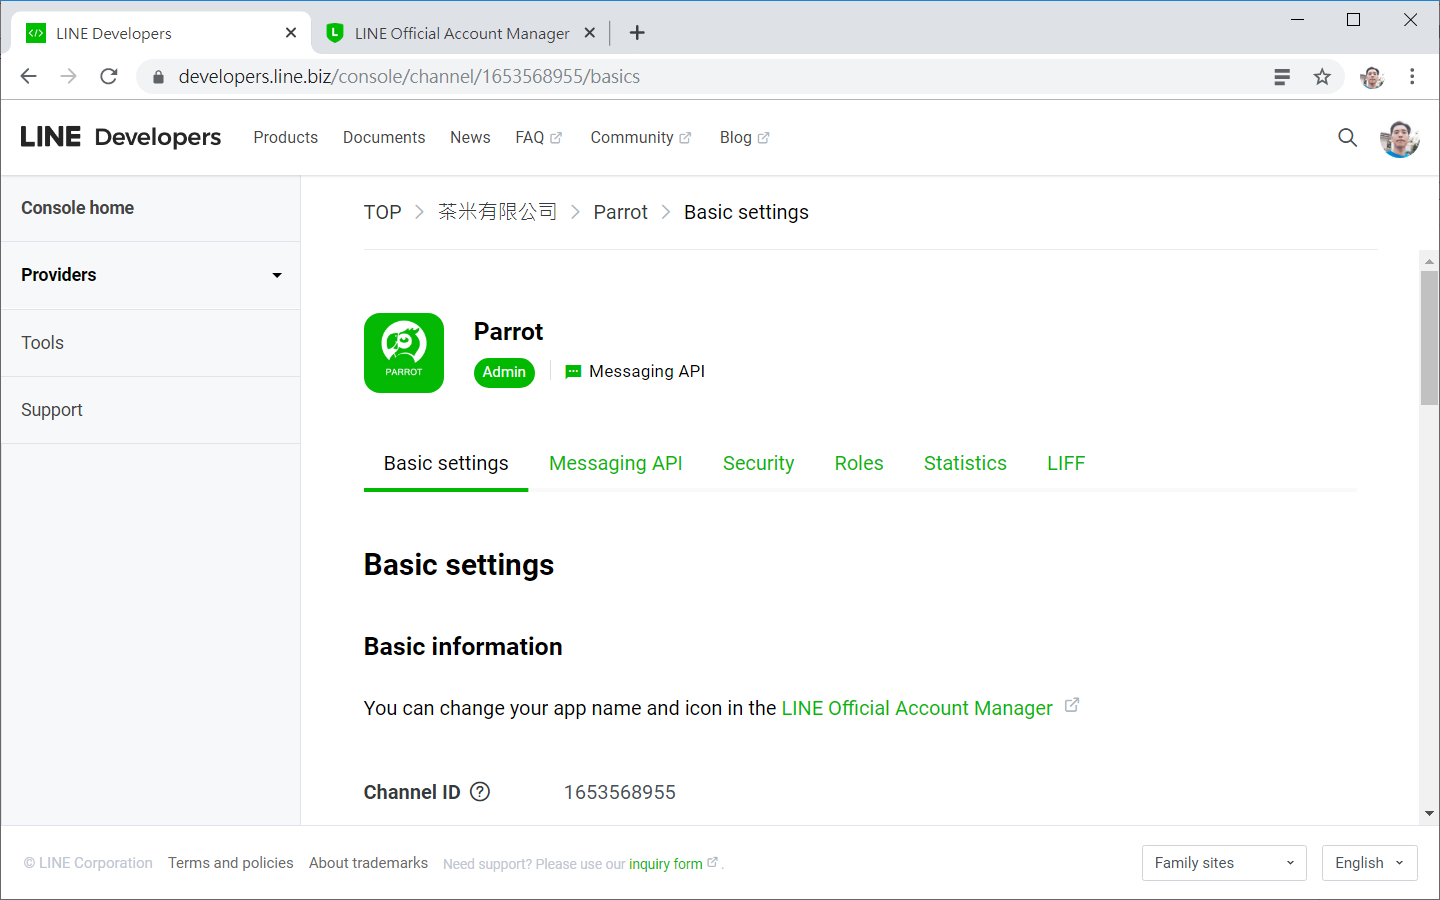 LINE Developers
LINE Official Account Manager
developers.line.biz/console/channel/1653568955/basics
LINE Developers
Products
Documents
News
FAQ
Community
Blog
Console home
Providers
Tools
Support
TOP > 茶米有限公司 > Parrot > Basic settings
PARROT
Parrot
Admin
Messaging API
Basic settings
Messaging API
Security
Roles
Statistics
LIFF
Basic settings
Basic information
You can change your app name and icon in the LINE Official Account Manager
Channel ID ?
1653568955
© LINE Corporation
Terms and policies
About trademarks
Need support? Please use our inquiry form .
Family sites
English